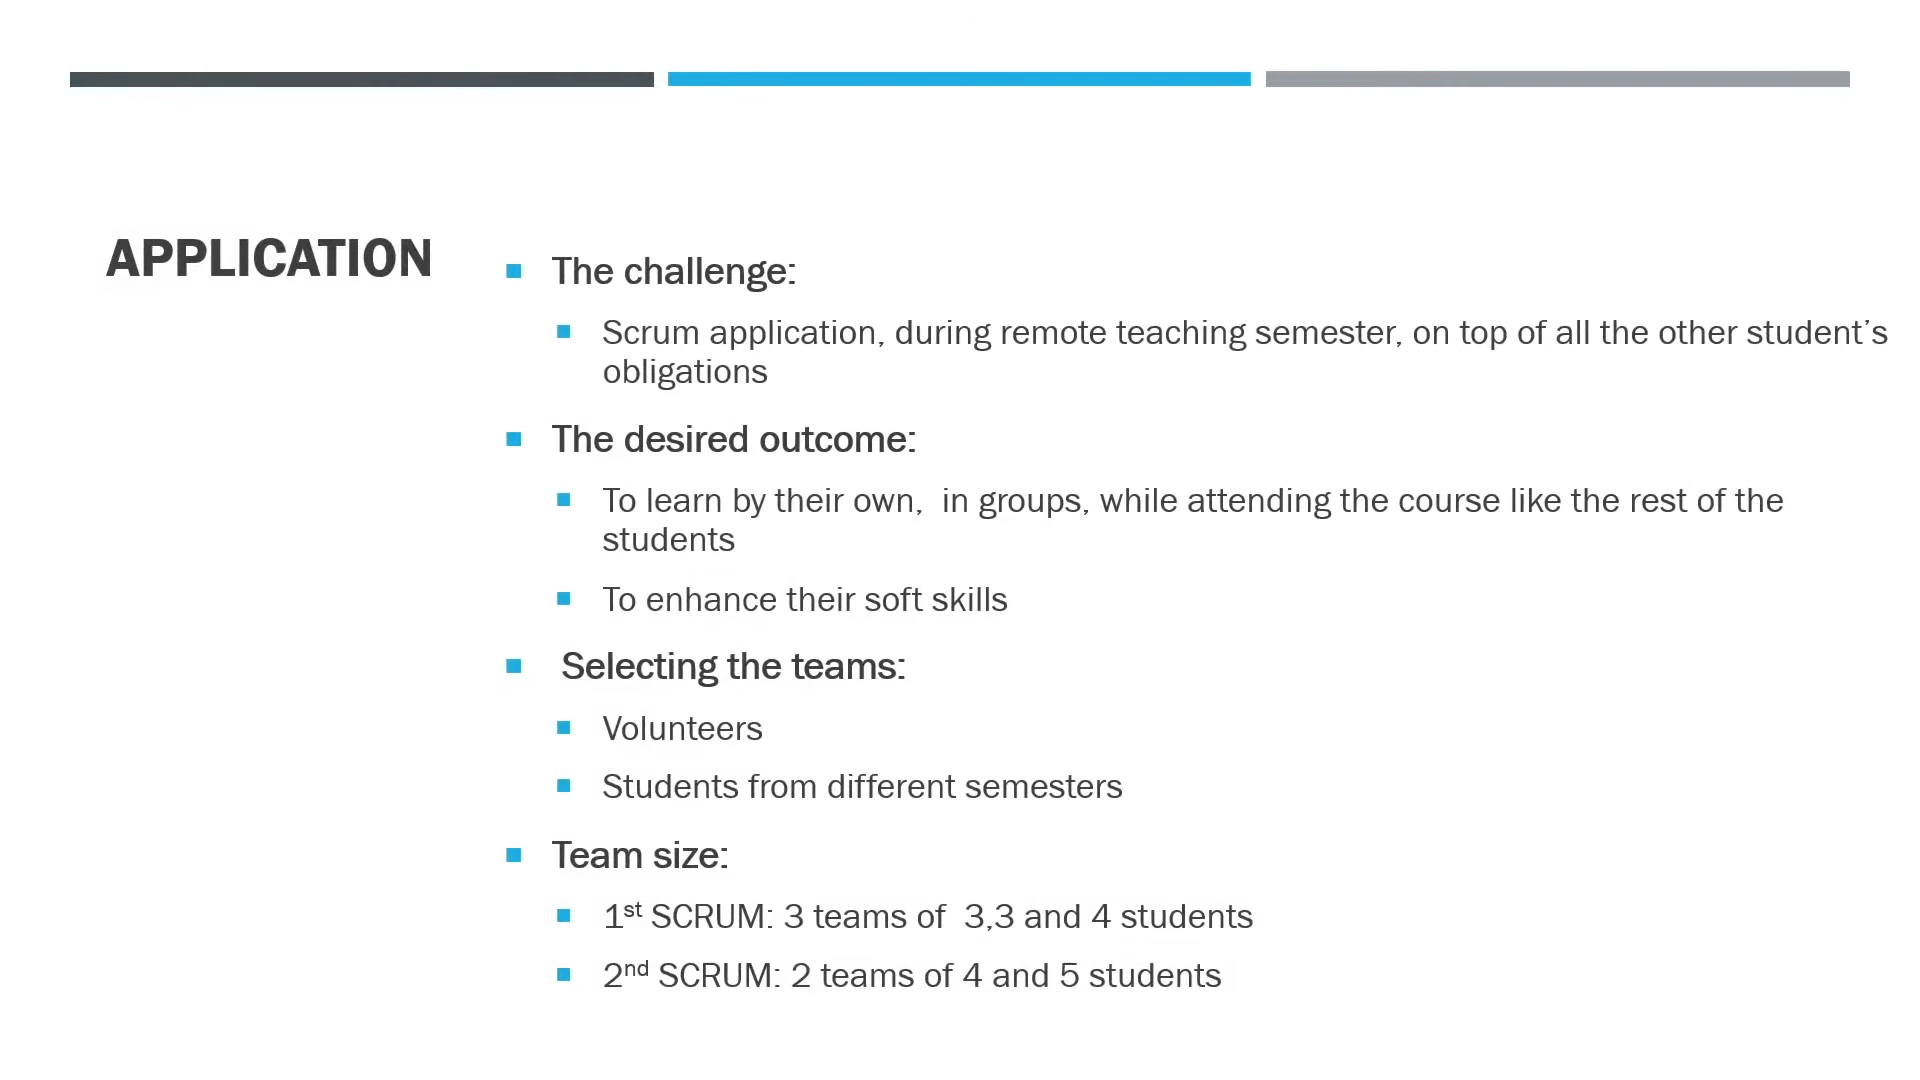 APPLICATION
The challenge:
Scrum application, during remote teaching semester, on top of all the other student’s
obligations
The desired outcome:
To learn by their own,  in groups, while attending the course like the rest of the
students
To enhance their soft skills
Selecting the teams:
Volunteers
Students from different semesters
Team size:
1st SCRUM: 3 teams of  3,3 and 4 students
2nd SCRUM: 2 teams of 4 and 5 students